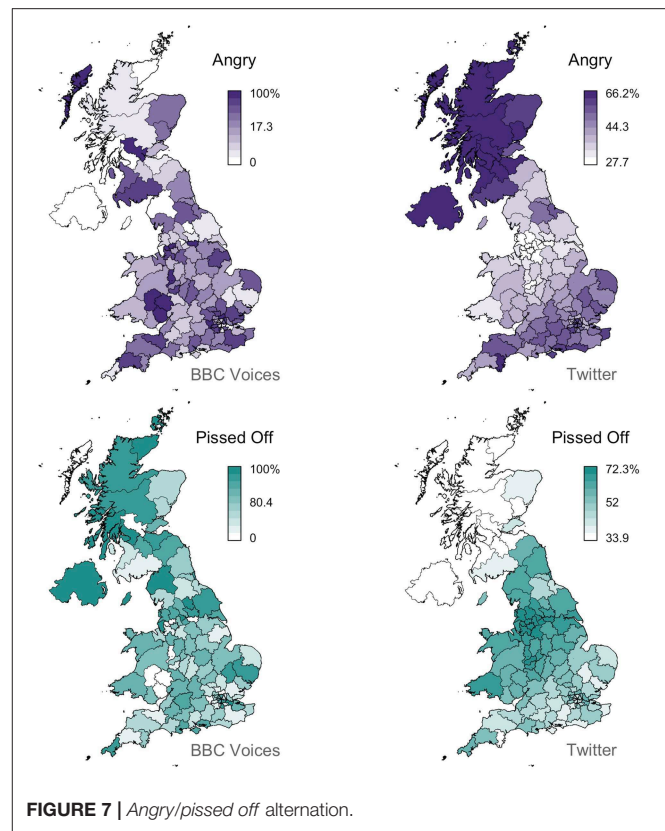 Angry
100%
17.3
0
BBC Voices
Angry
66.2%
44.3
27.7
Twitter
Pissed Off
100%
80.4
0
BBC Voices
Pissed Off
72.3%
52
33.9
Twitter
FIGURE 7 | Angry/pissed off alternation.